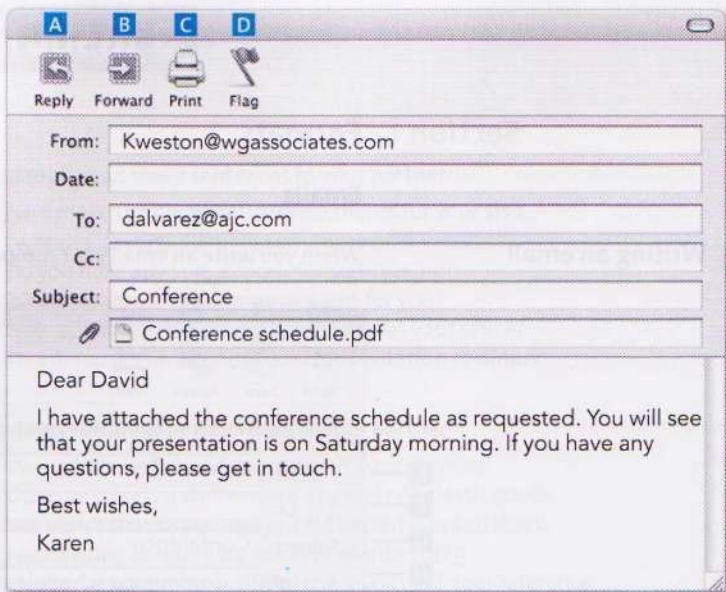 A B C D
Reply Forward Print Flag
From: Kweston@wgassociates.com
Date:
To: dalvarez@ajc.com
Cc:
Subject: Conference
Conference schedule.pdf
Dear David
I have attached the conference schedule as requested. You will see
that your presentation is on Saturday morning. If you have any
questions, please get in touch.
Best wishes,
Karen